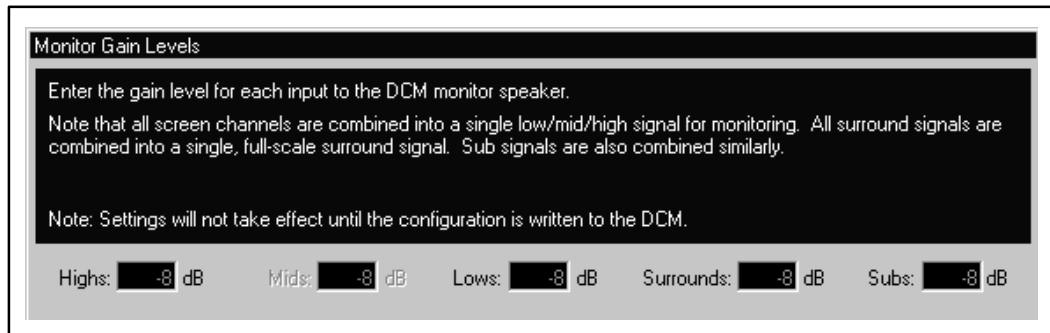 Monitor Gain Levels
Enter the gain level for each input to the DCM monitor speaker.
Note that all screen channels are combined into a single low/mid/high signal for monitoring.  All surround signals are
combined into a single, full-scale surround signal.  Sub signals are also combined similarly.
Note: Settings will not take effect until the configuration is written to the DCM.
Highs: -8 dB Mids: -8 dB Lows: -8 dB Surrounds: -8 dB Subs: -8 dB